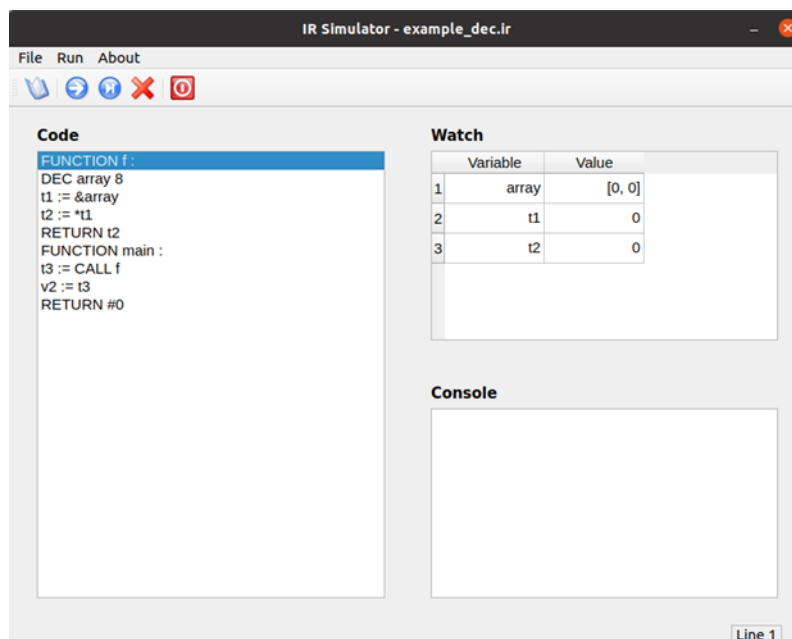 IR Simulator - example_dec.ir
File Run About
Code
FUNCTION f :
DEC array 8
t1 := &array
t2 := *t1
RETURN t2
FUNCTION main :
t3 := CALL f
v2 := t3
RETURN #0
Watch
Variable Value
1 array [0, 0]
2 t1 0
3 t2 0
Console
Line 1